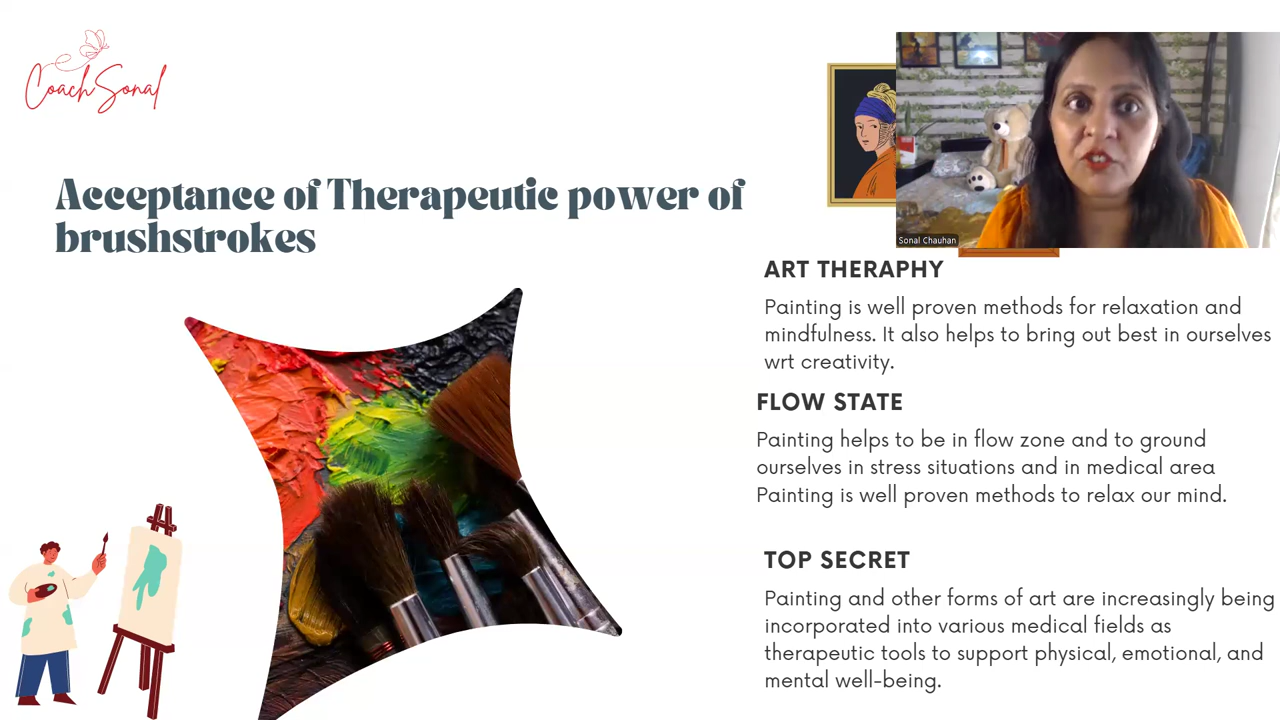 Coach Sonal
Acceptance of Therapeutic power of
brushstrokes
Sonal Chauhan
ART THERAPHY
Painting is well proven methods for relaxation and
mindfulness. It also helps to bring out best in ourselves
wrt creativity.
FLOW STATE
Painting helps to be in flow zone and to ground
ourselves in stress situations and in medical area
Painting is well proven methods to relax our mind.
TOP SECRET
Painting and other forms of art are increasingly being
incorporated into various medical fields as
therapeutic tools to support physical, emotional, and
mental well-being.